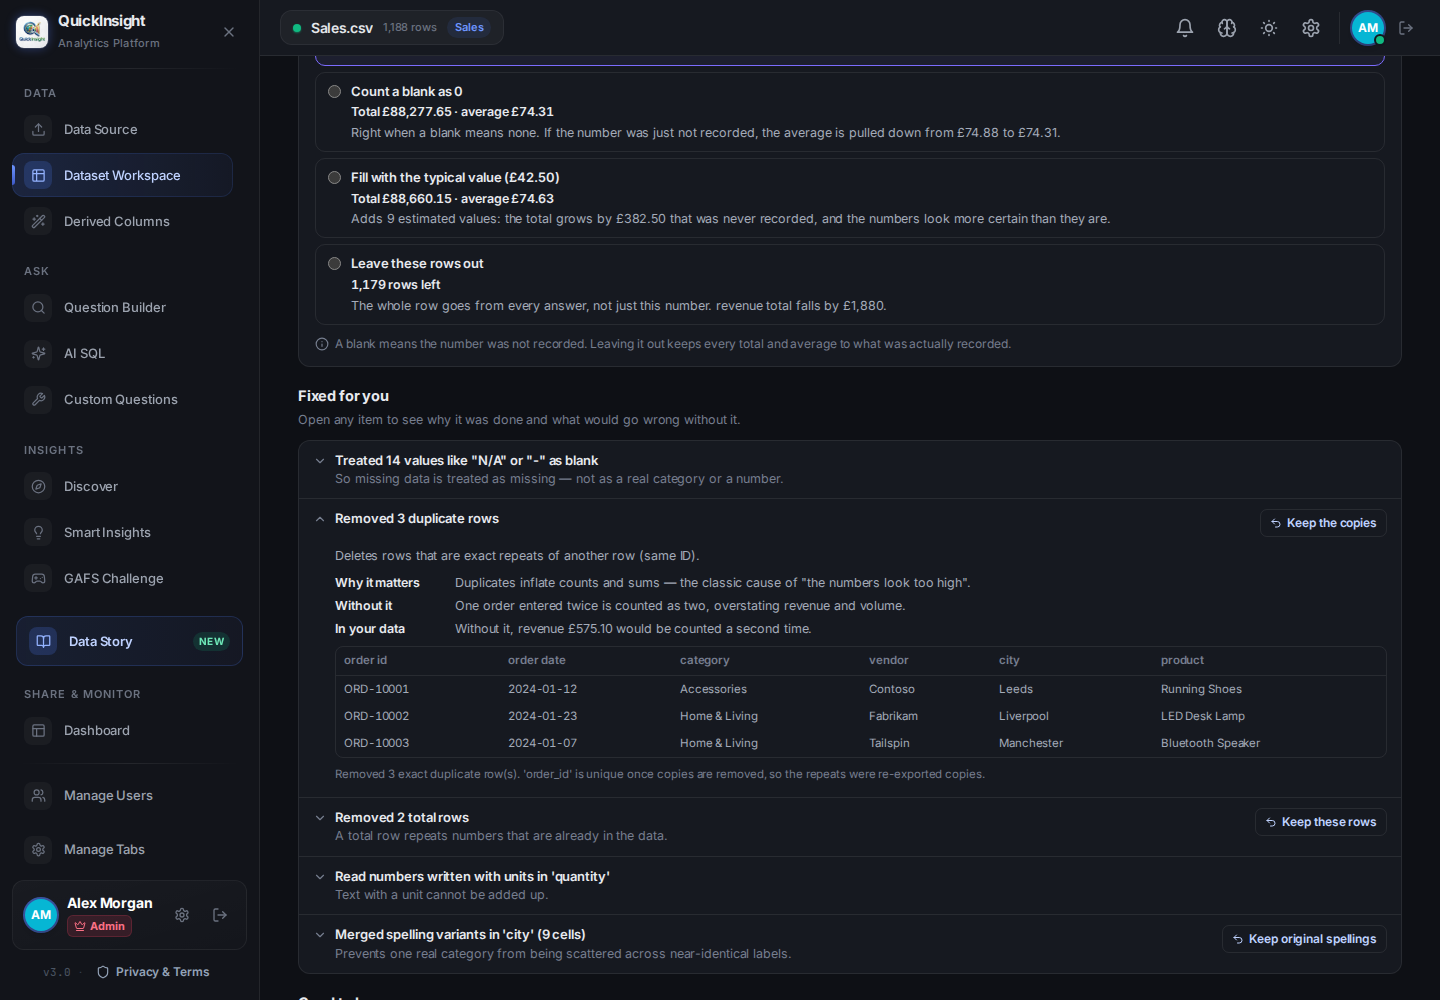 QuickInsight
Analytics Platform
Sales.csv 1,188 rows Sales
AM
DATA
Data Source
Dataset Workspace
Derived Columns
ASK
Question Builder
AI SQL
Custom Questions
INSIGHTS
Discover
Smart Insights
GAFS Challenge
Data Story NEW
SHARE & MONITOR
Dashboard
Manage Users
Manage Tabs
AM Alex Morgan
Admin
v3.0 · Privacy & Terms
Count a blank as 0
Total £88,277.65 · average £74.31
Right when a blank means none. If the number was just not recorded, the average is pulled down from £74.88 to £74.31.
Fill with the typical value (£42.50)
Total £88,660.15 · average £74.63
Adds 9 estimated values: the total grows by £382.50 that was never recorded, and the numbers look more certain than they are.
Leave these rows out
1,179 rows left
The whole row goes from every answer, not just this number. revenue total falls by £1,880.
A blank means the number was not recorded. Leaving it out keeps every total and average to what was actually recorded.
Fixed for you
Open any item to see why it was done and what would go wrong without it.
Treated 14 values like "N/A" or "-" as blank
So missing data is treated as missing — not as a real category or a number.
Removed 3 duplicate rows
Keep the copies
Deletes rows that are exact repeats of another row (same ID).
Why it matters Duplicates inflate counts and sums — the classic cause of "the numbers look too high".
Without it One order entered twice is counted as two, overstating revenue and volume.
In your data Without it, revenue £575.10 would be counted a second time.
order id order date category vendor city product
ORD-10001 2024-01-12 Accessories Contoso Leeds Running Shoes
ORD-10002 2024-01-23 Home & Living Fabrikam Liverpool LED Desk Lamp
ORD-10003 2024-01-07 Home & Living Tailspin Manchester Bluetooth Speaker
Removed 3 exact duplicate row(s). 'order_id' is unique once copies are removed, so the repeats were re-exported copies.
Removed 2 total rows
Keep these rows
A total row repeats numbers that are already in the data.
Read numbers written with units in 'quantity'
Text with a unit cannot be added up.
Merged spelling variants in 'city' (9 cells)
Keep original spellings
Prevents one real category from being scattered across near-identical labels.